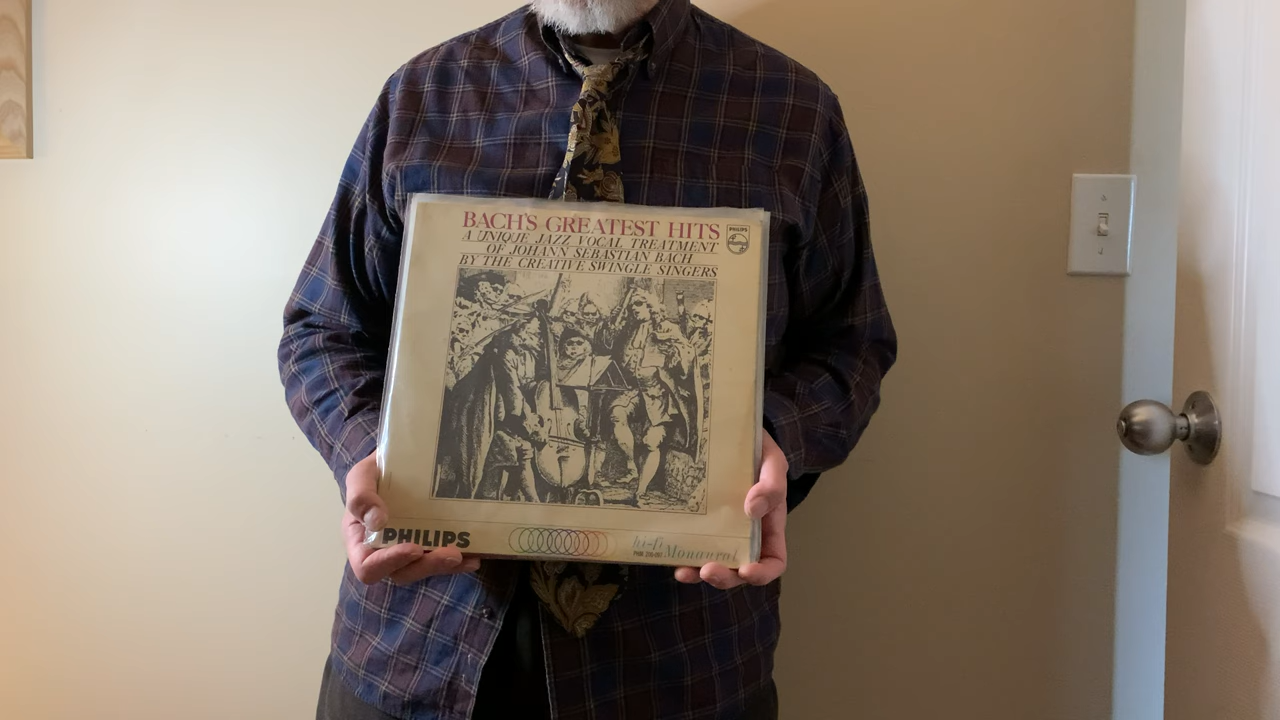 BACH'S GREATEST HITS
PHILIPS
A UNIQUE JAZZ VOCAL TREATMENT
OF JOHANN SEBASTIAN BACH
BY THE CREATIVE SWINGLE SINGERS
PHILIPS
hi-fi
Monaural